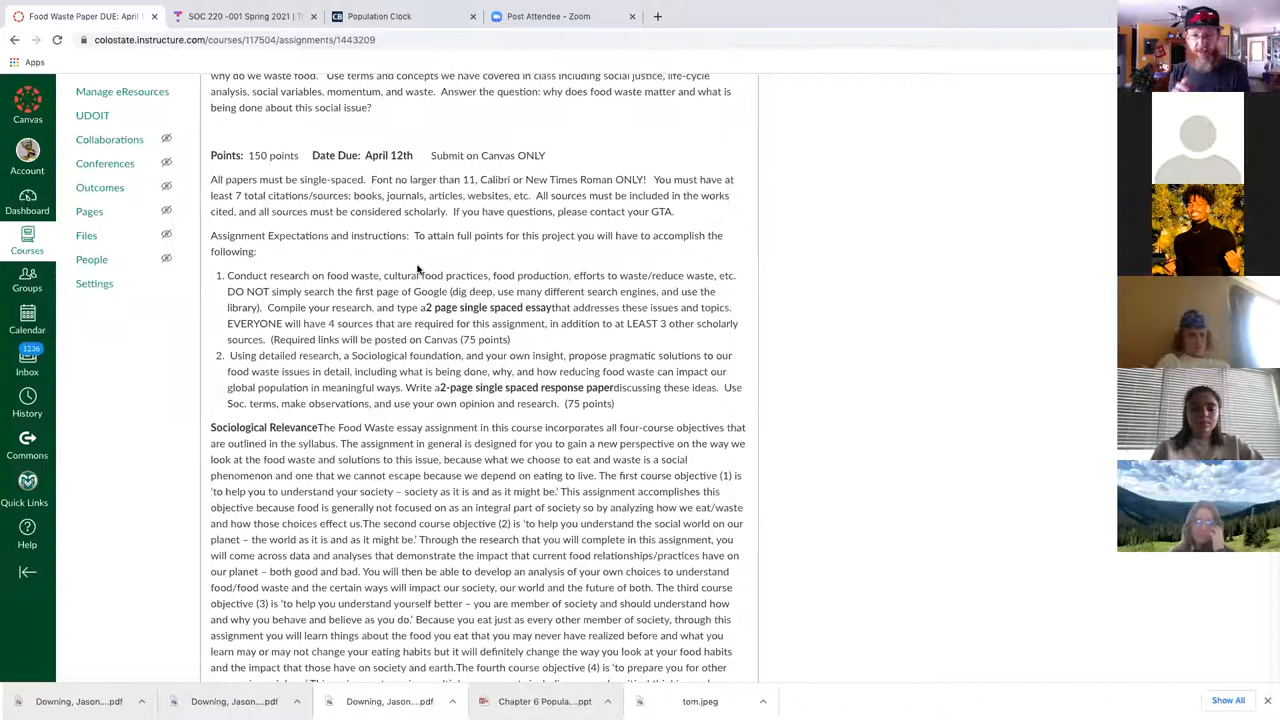 Food Waste Paper DUE: April 1
SOC 220 -001 Spring 2021 | T
Population Clock
Post Attendee - Zoom
colostate.instructure.com/courses/117504/assignments/1443209
Apps
Canvas
Account
Dashboard
Courses
Groups
Calendar
1236
Inbox
History
Commons
Quick Links
Help
Manage eResources
UDOIT
Collaborations
Conferences
Outcomes
Pages
Files
People
Settings
why do we waste food. Use terms and concepts we have covered in class including social justice, life-cycle
analysis, social variables, momentum, and waste. Answer the question: why does food waste matter and what is
being done about this social issue?
Points: 150 points Date Due: April 12th Submit on Canvas ONLY
All papers must be single-spaced. Font no larger than 11, Calibri or New Times Roman ONLY! You must have at
least 7 total citations/sources; books, journals, articles, websites, etc. All sources must be included in the works
cited, and all sources must be considered scholarly. If you have questions, please contact your GTA.
Assignment Expectations and instructions: To attain full points for this project you will have to accomplish the
following:
1. Conduct research on food waste, cultural food practices, food production, efforts to waste/reduce waste, etc.
DO NOT simply search the first page of Google (dig deep, use many different search engines, and use the
library). Compile your research, and type a2 page single spaced essaythat addresses these issues and topics.
EVERYONE will have 4 sources that are required for this assignment, in addition to at LEAST 3 other scholarly
sources. (Required links will be posted on Canvas (75 points)
2. Using detailed research, a Sociological foundation, and your own insight, propose pragmatic solutions to our
food waste issues in detail, including what is being done, why, and how reducing food waste can impact our
global population in meaningful ways. Write a2-page single spaced response paperdiscussing these ideas. Use
Soc. terms, make observations, and use your own opinion and research. (75 points)
Sociological RelevanceThe Food Waste essay assignment in this course incorporates all four-course objectives that
are outlined in the syllabus. The assignment in general is designed for you to gain a new perspective on the way we
look at the food waste and solutions to this issue, because what we choose to eat and waste is a social
phenomenon and one that we cannot escape because we depend on eating to live. The first course objective (1) is
'to help you to understand your society – society as it is and as it might be.' This assignment accomplishes this
objective because food is generally not focused on as an integral part of society so by analyzing how we eat/waste
and how those choices effect us.The second course objective (2) is 'to help you understand the social world on our
planet – the world as it is and as it might be.' Through the research that you will complete in this assignment, you
will come across data and analyses that demonstrate the impact that current food relationships/practices have on
our planet – both good and bad. You will then be able to develop an analysis of your own choices to understand
food/food waste and the certain ways will impact our society, our world and the future of both. The third course
objective (3) is 'to help you understand yourself better – you are member of society and should understand how
and why you behave and believe as you do.' Because you eat just as every other member of society, through this
assignment you will learn things about the food you eat that you may never have realized before and what you
learn may or may not change your eating habits but it will definitely change the way you look at your food habits
and the impact that those have on society and earth.The fourth course objective (4) is 'to prepare you for other
Downing, Jason....pdf
Downing, Jason....pdf
Downing, Jason....pdf
Chapter 6 Popula....ppt
tom.jpeg
Show All